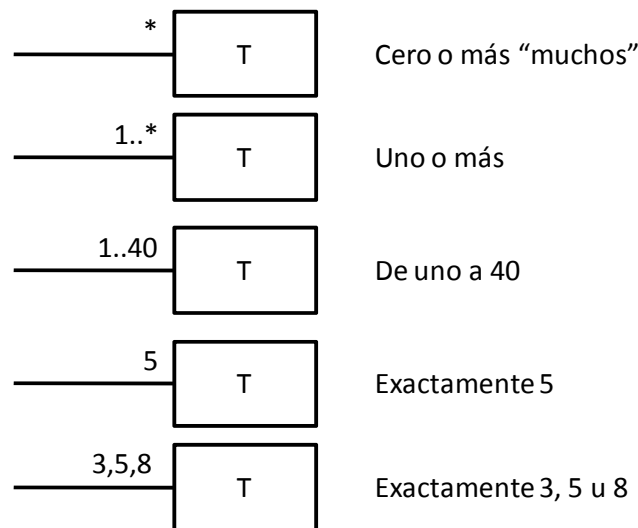 *
T Cero o más “muchos”
1..*
T Uno o más
1..40
T De uno a 40
5
T Exactamente 5
3,5,8
T Exactamente 3, 5 u 8